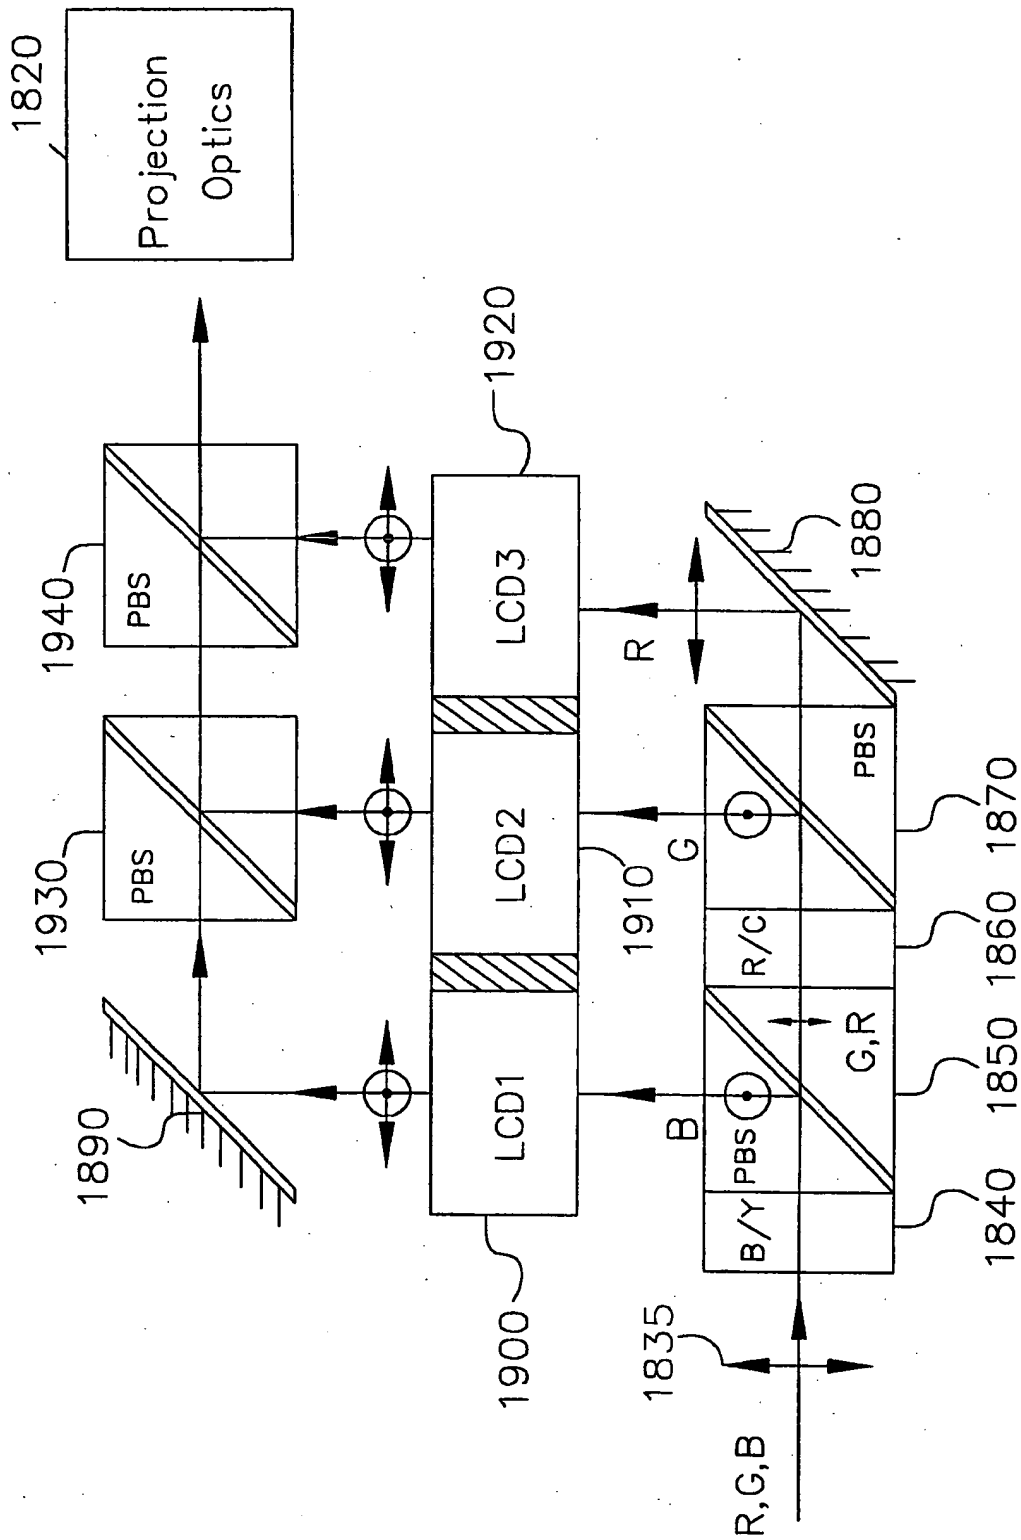 1820
Projection
Optics
1940
PBS
1930
PBS
1890
1920
LCD3
LCD2
LCD1
1910
1900
R
G
B
1880
PBS
R/C
G,R
PBS
B/Y
1870
1860
1850
1840
1835
R,G,B